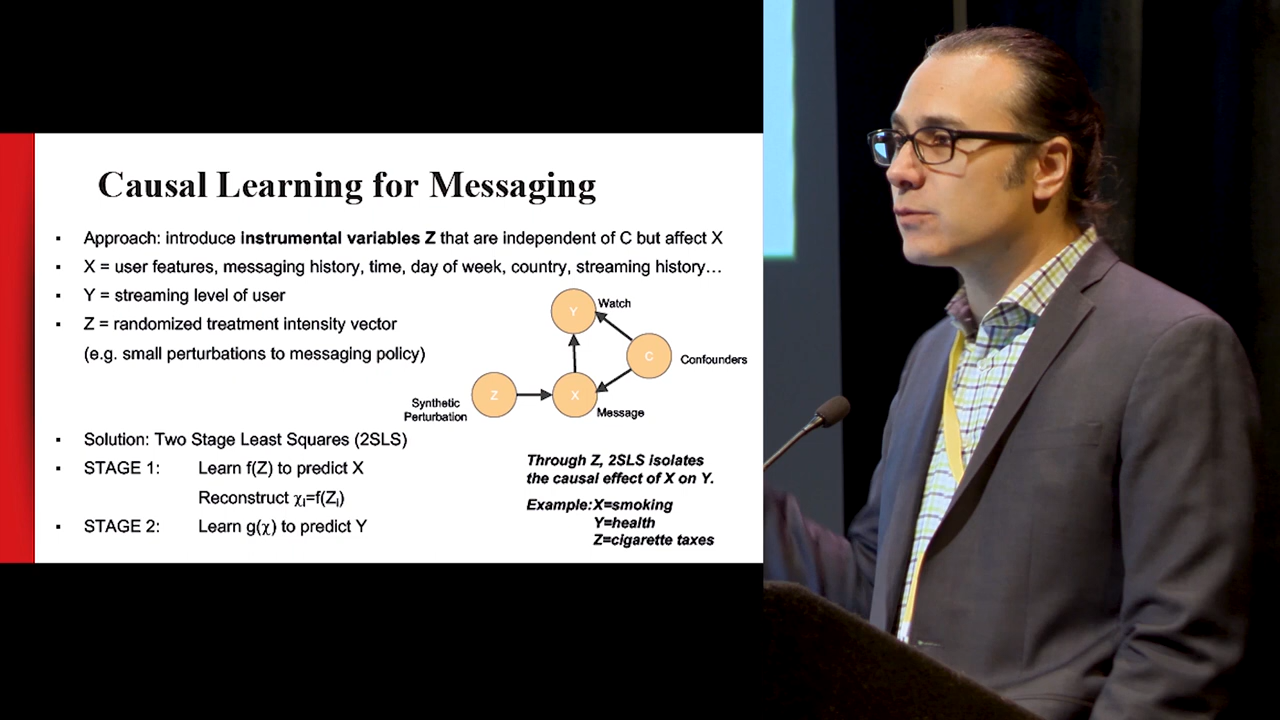 Causal Learning for Messaging
▪ Approach: introduce instrumental variables Z that are independent of C but affect X
▪ X = user features, messaging history, time, day of week, country, streaming history…
▪ Y = streaming level of user
▪ Z = randomized treatment intensity vector
(e.g. small perturbations to messaging policy)
Y
Watch
C
Confounders
Z
X
Synthetic
Perturbation
Message
▪ Solution: Two Stage Least Squares (2SLS)
▪ STAGE 1: Learn f(Z) to predict X
Reconstruct χi=f(Zi)
▪ STAGE 2: Learn g(χ) to predict Y
Through Z, 2SLS isolates
the causal effect of X on Y.
Example:X=smoking
Y=health
Z=cigarette taxes